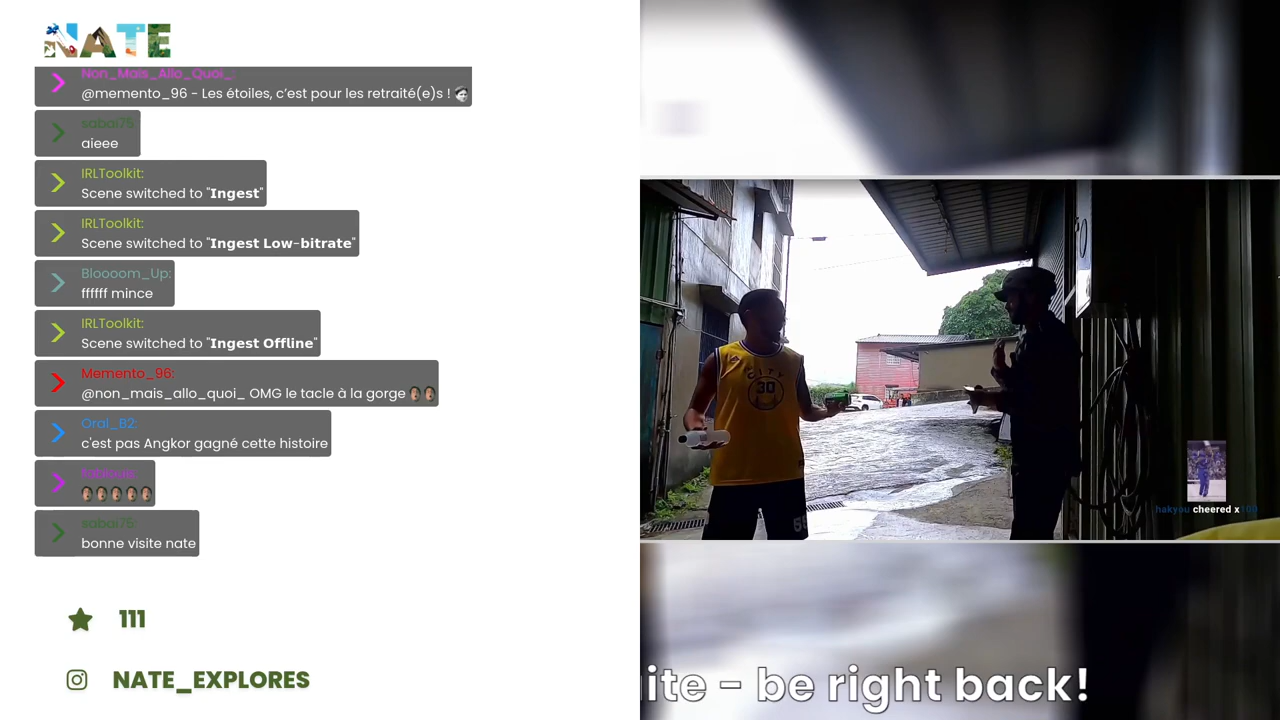 NATE
Non_Mais_Allo_Quoi_
@memento_96 - Les étoiles, c'est pour les retraité(e)s !
sabai75:
aieee
IRLToolkit:
Scene switched to "Ingest"
IRLToolkit:
Scene switched to "Ingest Low-bitrate"
Bloooom_Up:
ffffff mince
IRLToolkit:
Scene switched to "Ingest Offline"
Memento_96:
@non_mais_allo_quoi_ OMG le tacle à la gorge
Oral_B2:
c'est pas Angkor gagné cette histoire
sabai75:
bonne visite nate
111
NATE_EXPLORES
CITY
30
hakyou cheered x100
ite - be right back!